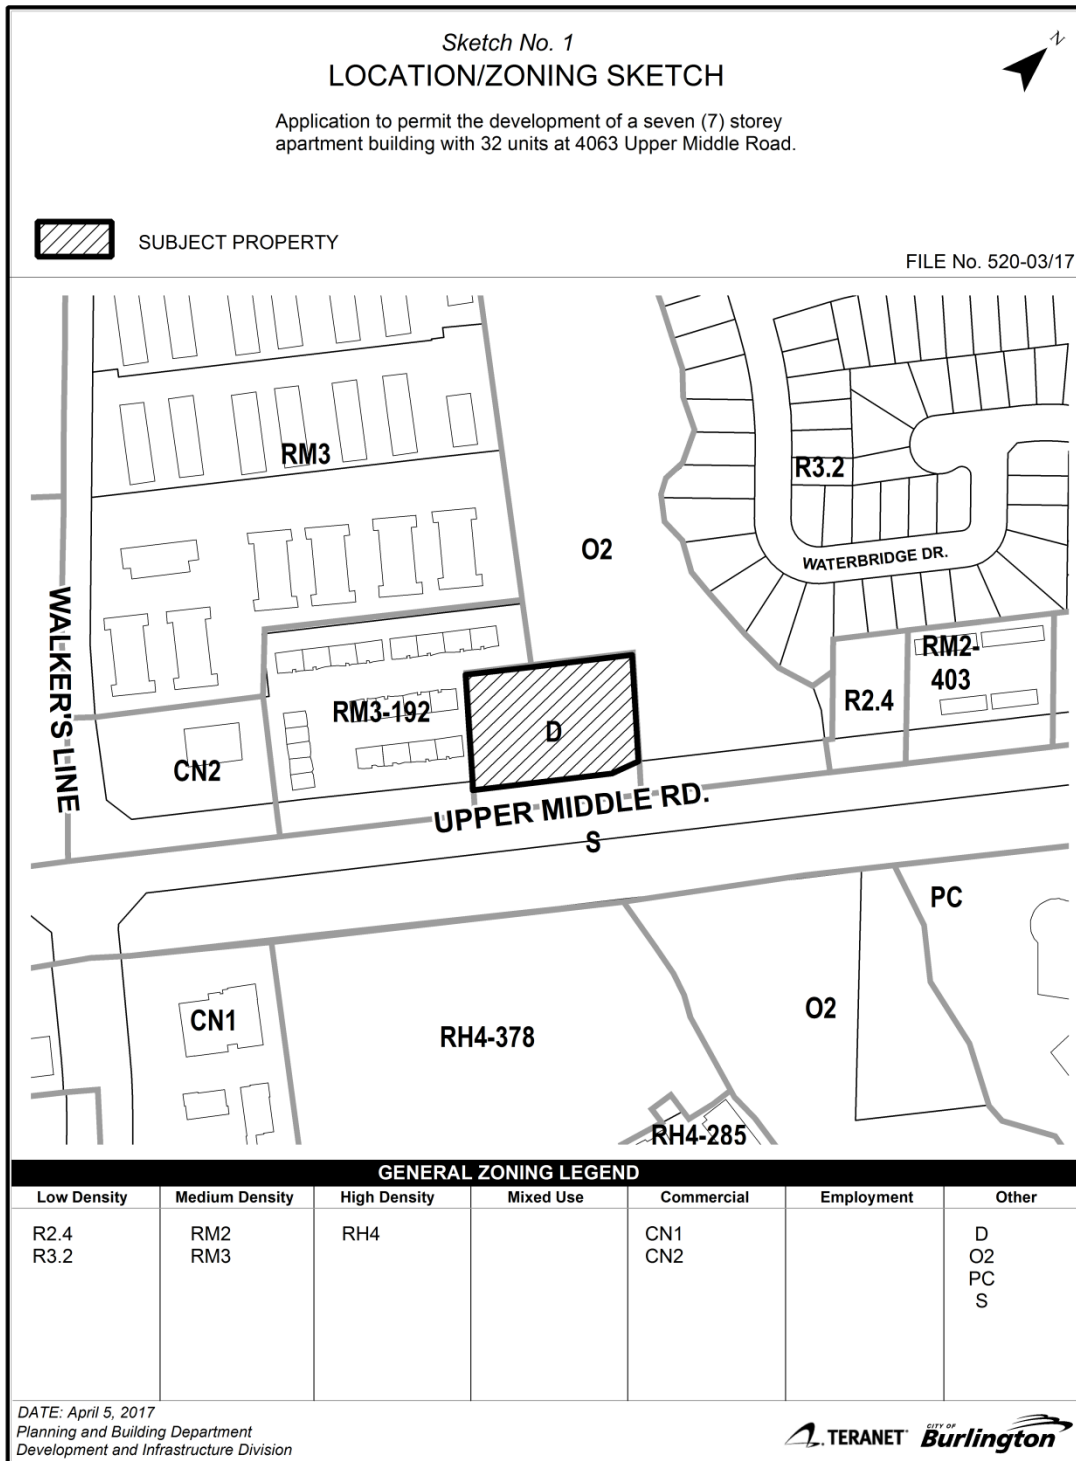 Sketch No. 1
N
LOCATION/ZONING SKETCH
Application to permit the development of a seven (7) storey
apartment building with 32 units at 4063 Upper Middle Road.
SUBJECT PROPERTY
FILE No. 520-03/17
RM3
R3.2
O2
WATERBRIDGE DR.
WALKER'S LINE
RM2-
403
R2.4
RM3-192
D
CN2
UPPER MIDDLE RD.
S
PC
CN1
O2
RH4-378
RH4-285
GENERAL ZONING LEGEND
Low Density Medium Density High Density Mixed Use Commercial Employment Other
R2.4 RM2 RH4 CN1 D
R3.2 RM3 CN2 O2
PC
S
DATE: April 5, 2017
Planning and Building Department
Development and Infrastructure Division
TERANET
CITY OF
Burlington